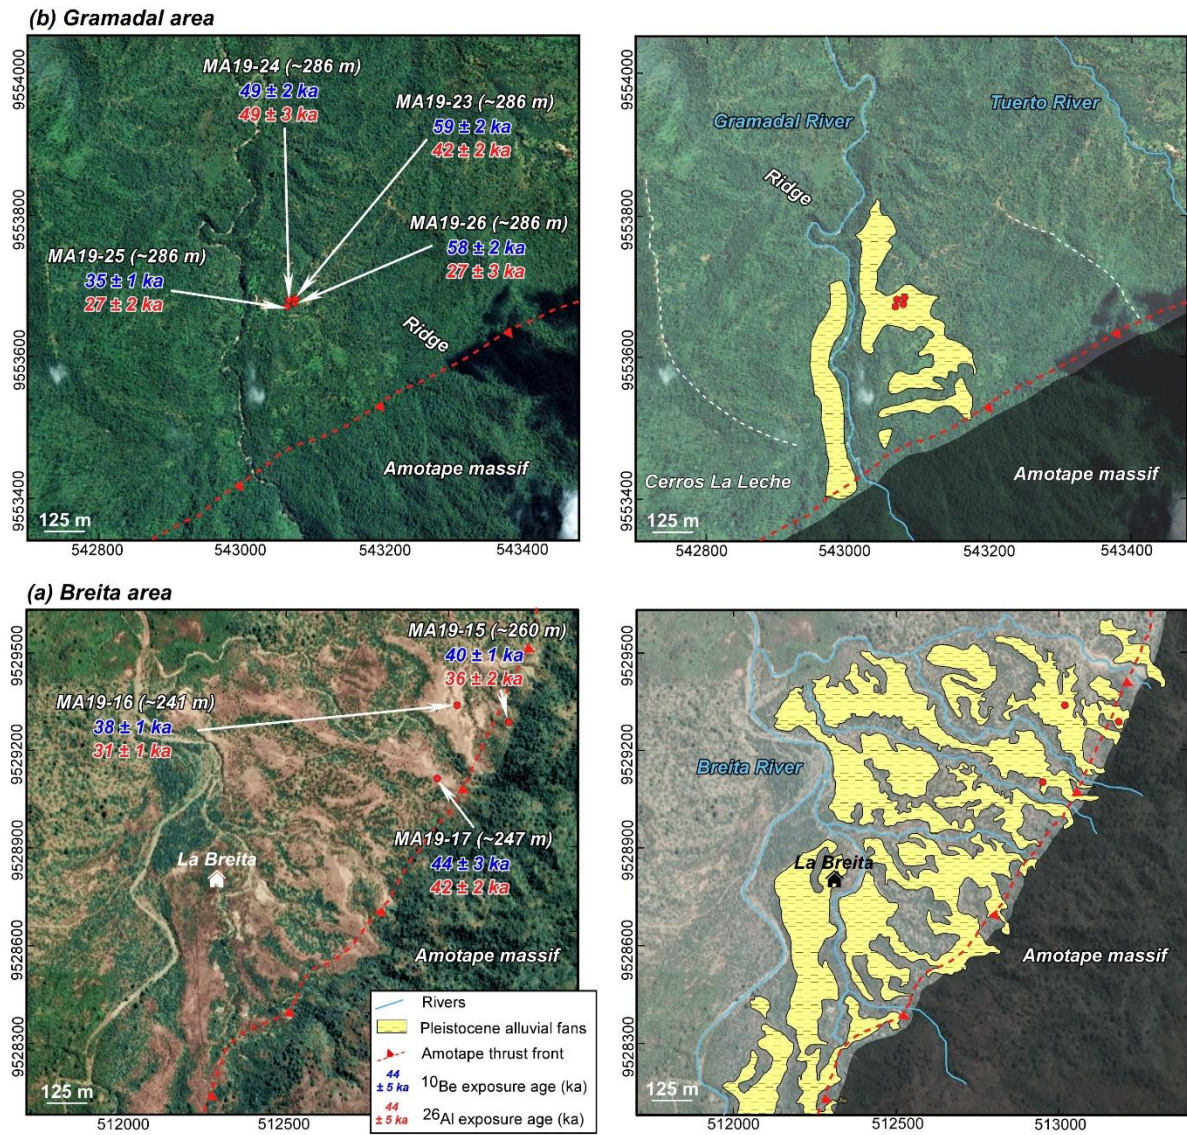 (b) Gramadal area
9554000
9553800
9553600
9553400
MA19-24 (~286 m)
49 ± 2 ka
49 ± 3 ka
MA19-23 (~286 m)
59 ± 2 ka
42 ± 2 ka
MA19-26 (~286 m)
58 ± 2 ka
27 ± 3 ka
MA19-25 (~286 m)
35 ± 1 ka
27 ± 2 ka
Ridge
Amotape massif
125 m
542800
543000
543200
543400
9554000
9553800
9553600
9553400
Tuerto River
Gramadal River
Ridge
Cerros La Leche
Amotape massif
125 m
542800
543000
543200
543400
(a) Breita area
9529500
9529200
9528900
9528600
9528300
MA19-15 (~260 m)
40 ± 1 ka
36 ± 2 ka
MA19-16 (~241 m)
38 ± 1 ka
31 ± 1 ka
MA19-17 (~247 m)
44 ± 3 ka
42 ± 2 ka
La Breita
Amotape massif
125 m
512000
512500
Rivers
Pleistocene alluvial fans
Amotape thrust front
44
± 5 ka
10Be exposure age (ka)
44
± 5 ka
26Al exposure age (ka)
9529500
9529200
9528900
9528600
9528300
Breita River
La Breita
Amotape massif
125 m
512000
512500
513000